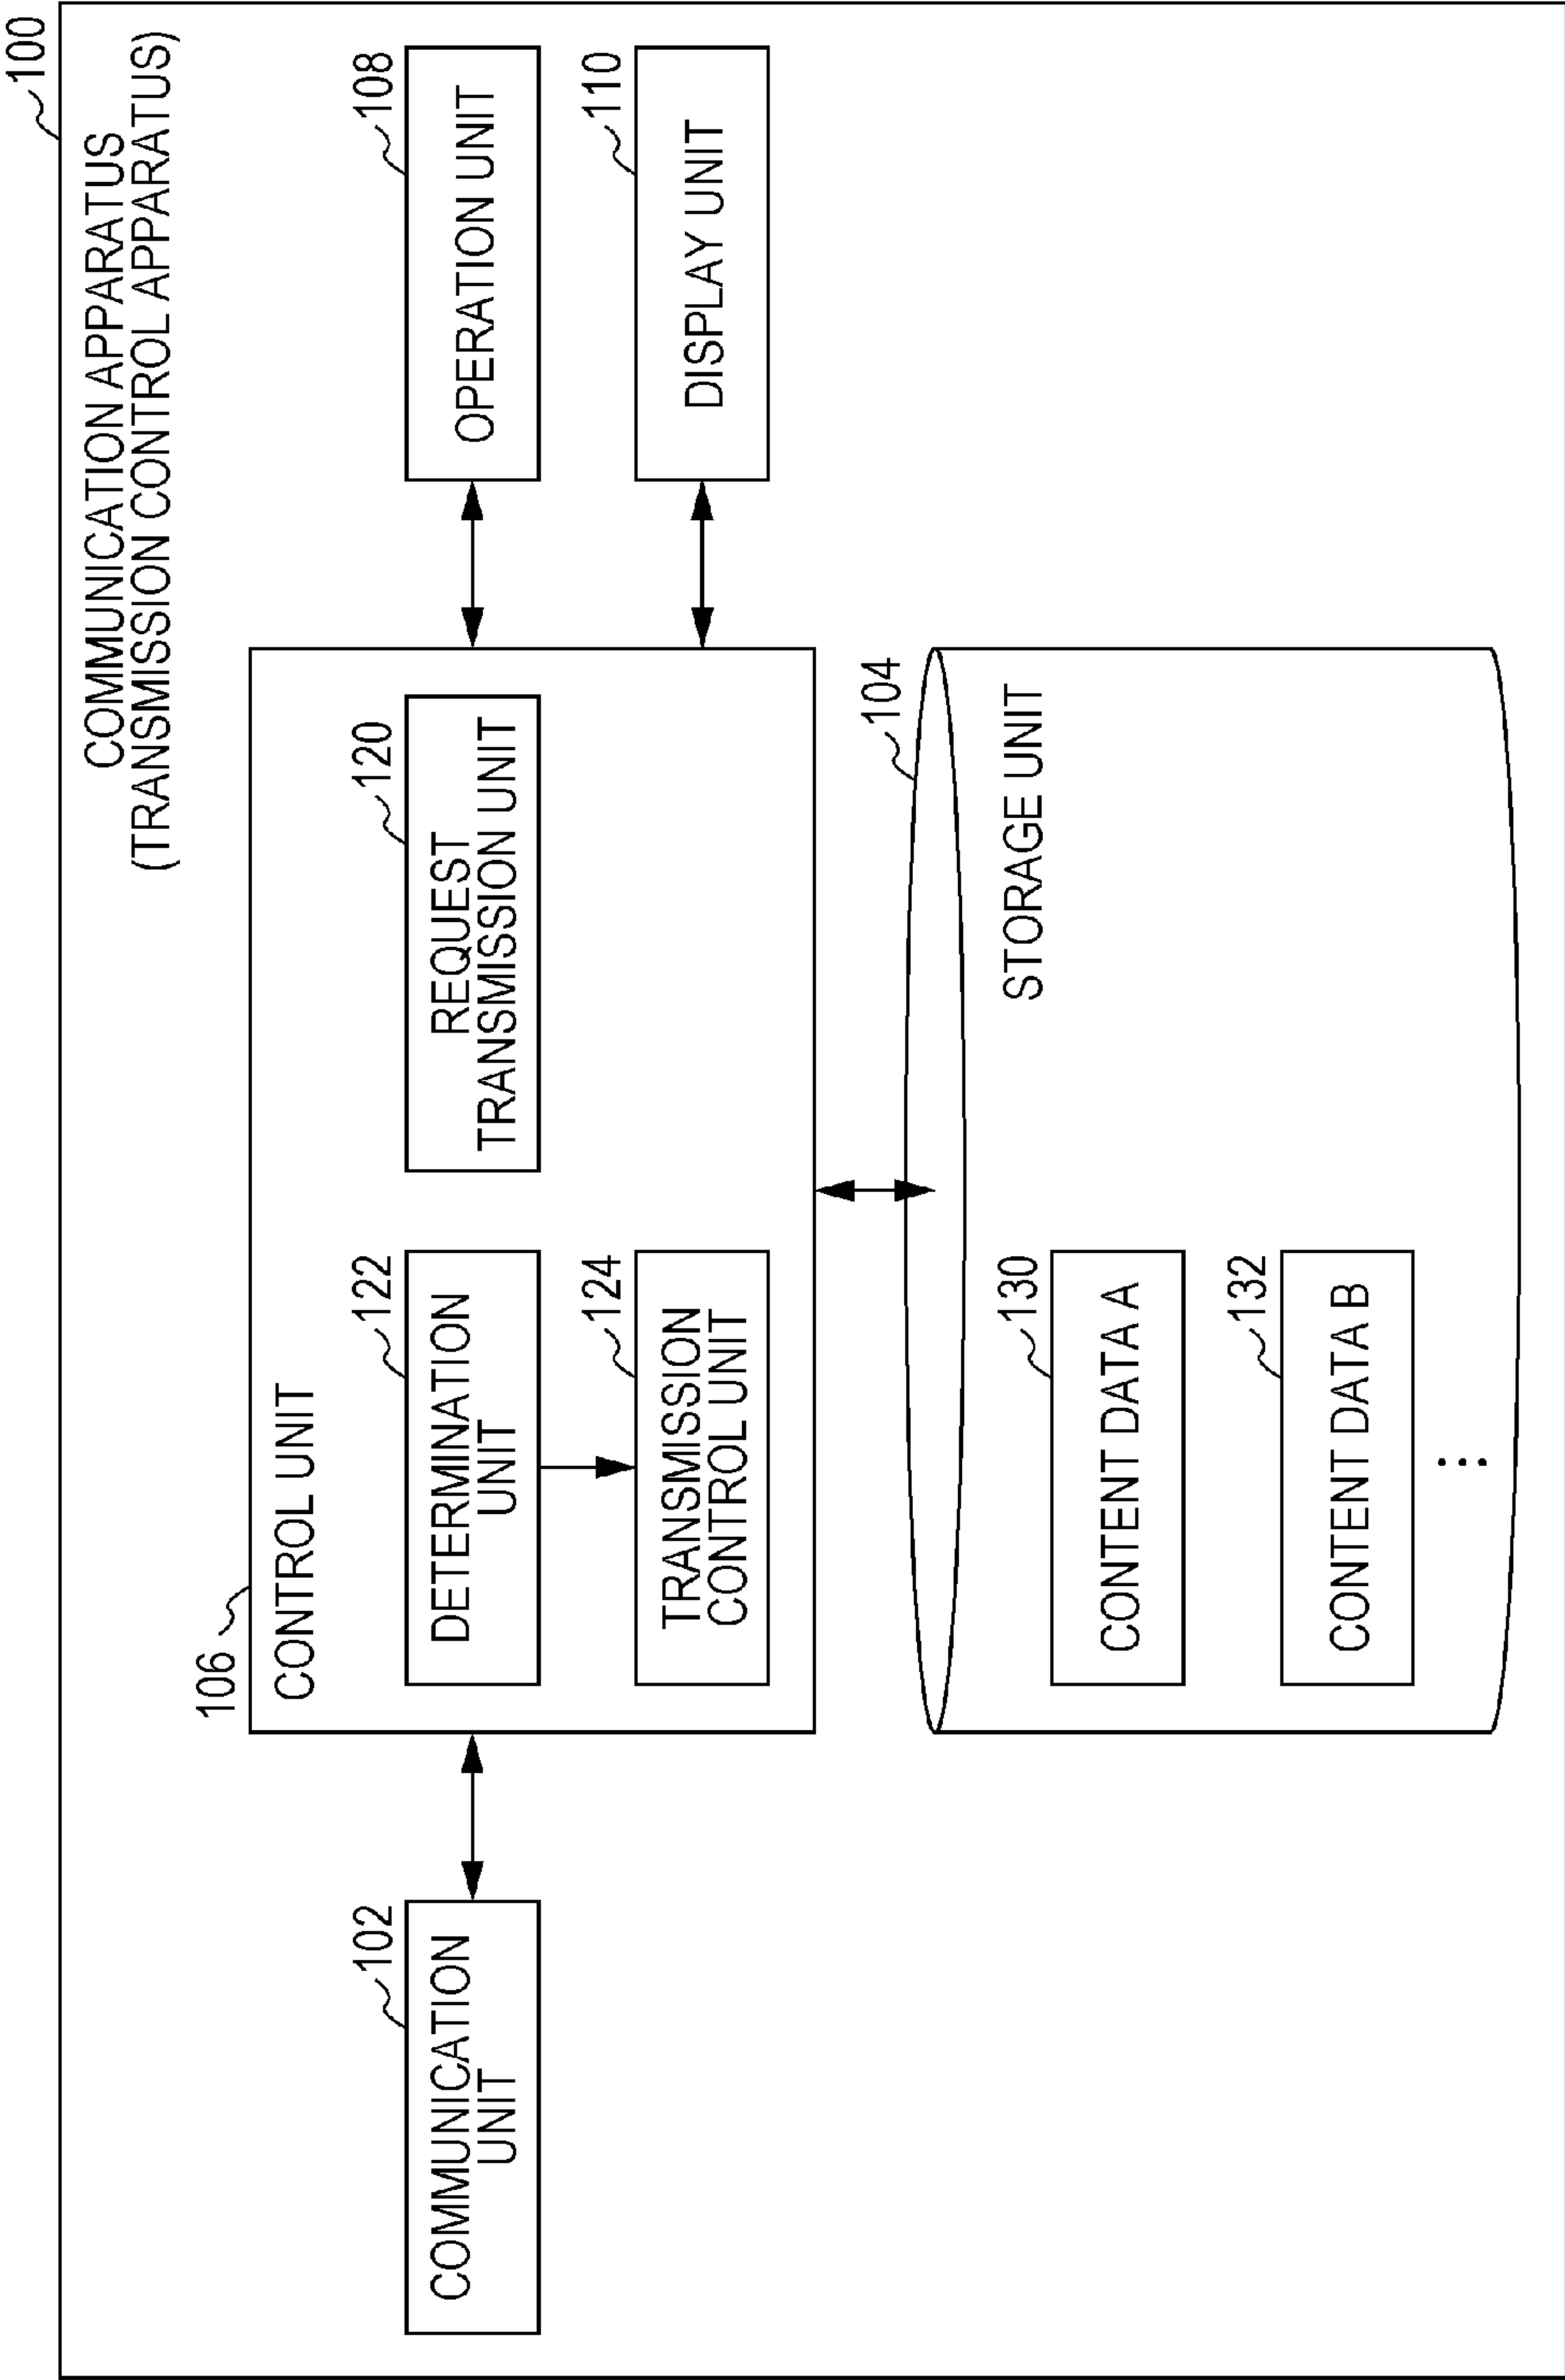 100
COMMUNICATION APPARATUS
(TRANSMISSION CONTROL APPARATUS)
106
CONTROL UNIT
102
COMMUNICATION
UNIT
122
DETERMINATION
UNIT
120
REQUEST
TRANSMISSION UNIT
108
OPERATION UNIT
124
TRANSMISSION
CONTROL UNIT
110
DISPLAY UNIT
104
STORAGE UNIT
130
CONTENT DATA A
132
CONTENT DATA B
...